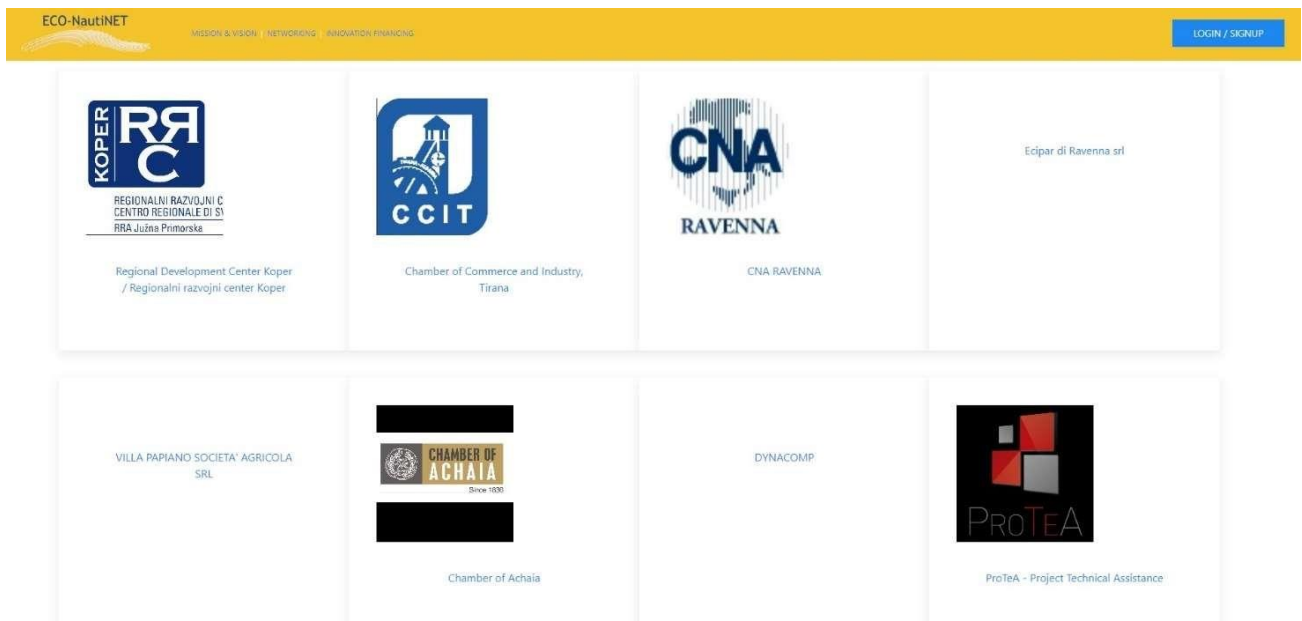 ECO-NautiNET
MISSION & VISION | NETWORKING | INNOVATION FINANCING
LOGIN / SIGNUP
KOPER
RRC
REGIONALNI RAZVOJNI C
CENTRO REGIONALE DI SV
RRA Južna Primorska
Regional Development Center Koper
/ Regionalni razvojni center Koper
CCIT
Chamber of Commerce and Industry,
Tirana
CNA
RAVENNA
CNA RAVENNA
Ecipar di Ravenna srl
VILLA PAPIANO SOCIETA' AGRICOLA
SRL
CHAMBER OF
ACHAIA
Since 1836
Chamber of Achaia
DYNACOMP
PROTEA
ProTeA - Project Technical Assistance